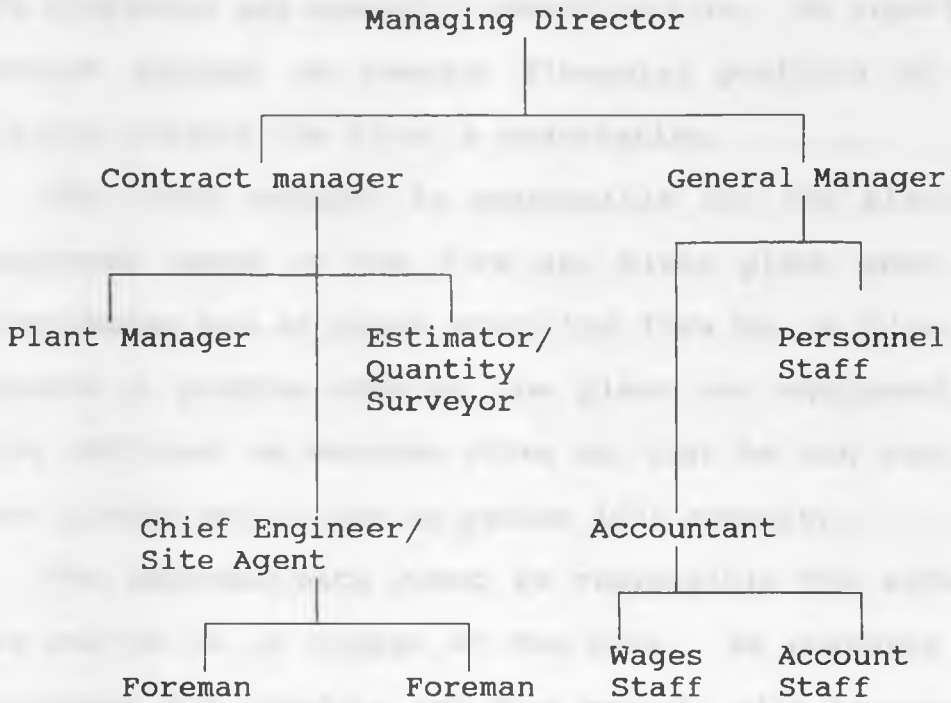 Managing Director
Contract manager
General Manager
Plant Manager
Estimator/
Quantity
Surveyor
Personnel
Staff
Chief Engineer/
Site Agent
Accountant
Foreman
Foreman
Wages
Staff
Account
Staff